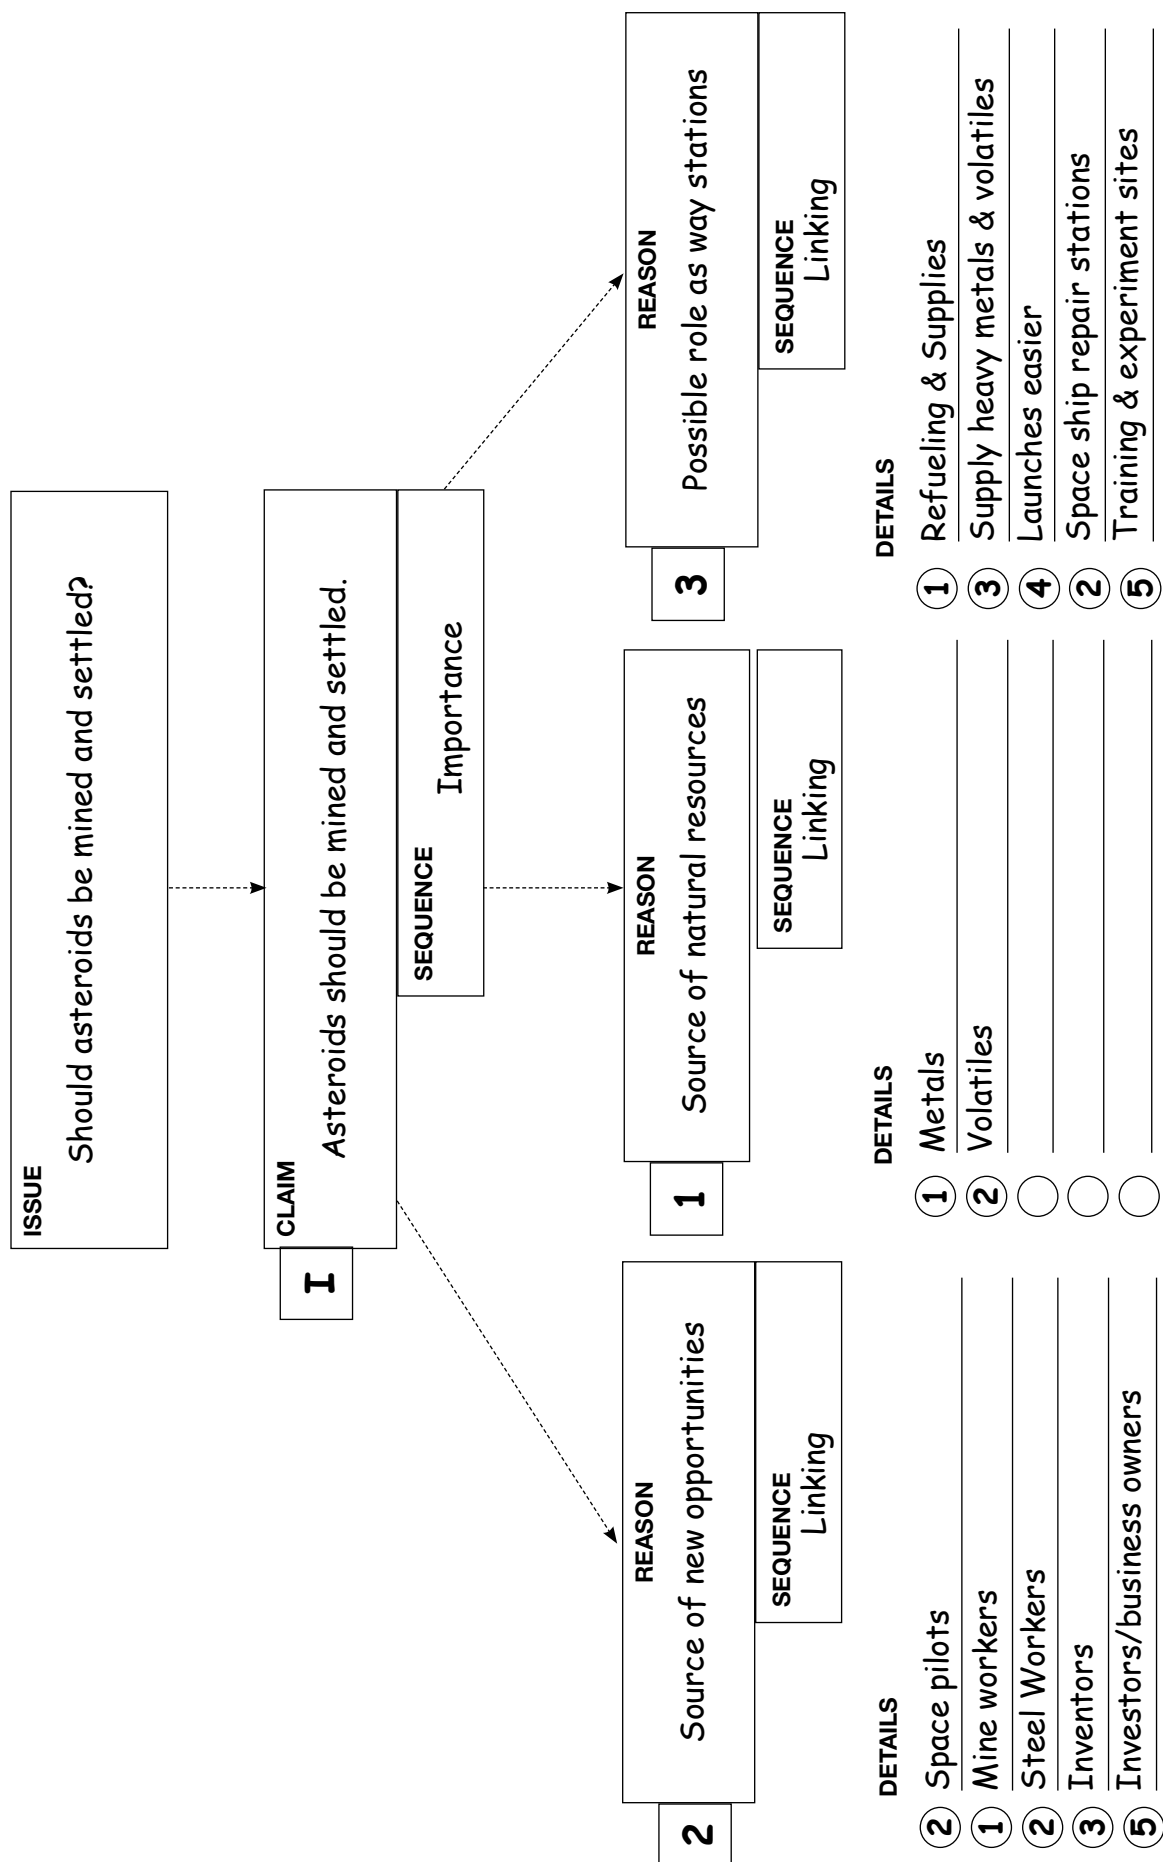 ISSUE
Should asteroids be mined and settled?
I
CLAIM
Asteroids should be mined and settled.
SEQUENCE
Importance
2
REASON
Source of new opportunities
SEQUENCE
Linking
DETAILS
2 Space pilots
1 Mine workers
2 Steel Workers
3 Inventors
5 Investors/business owners
1
REASON
Source of natural resources
SEQUENCE
Linking
DETAILS
1 Metals
2 Volatiles
3
REASON
Possible role as way stations
SEQUENCE
Linking
DETAILS
1 Refueling & Supplies
3 Supply heavy metals & volatiles
4 Launches easier
2 Space ship repair stations
5 Training & experiment sites